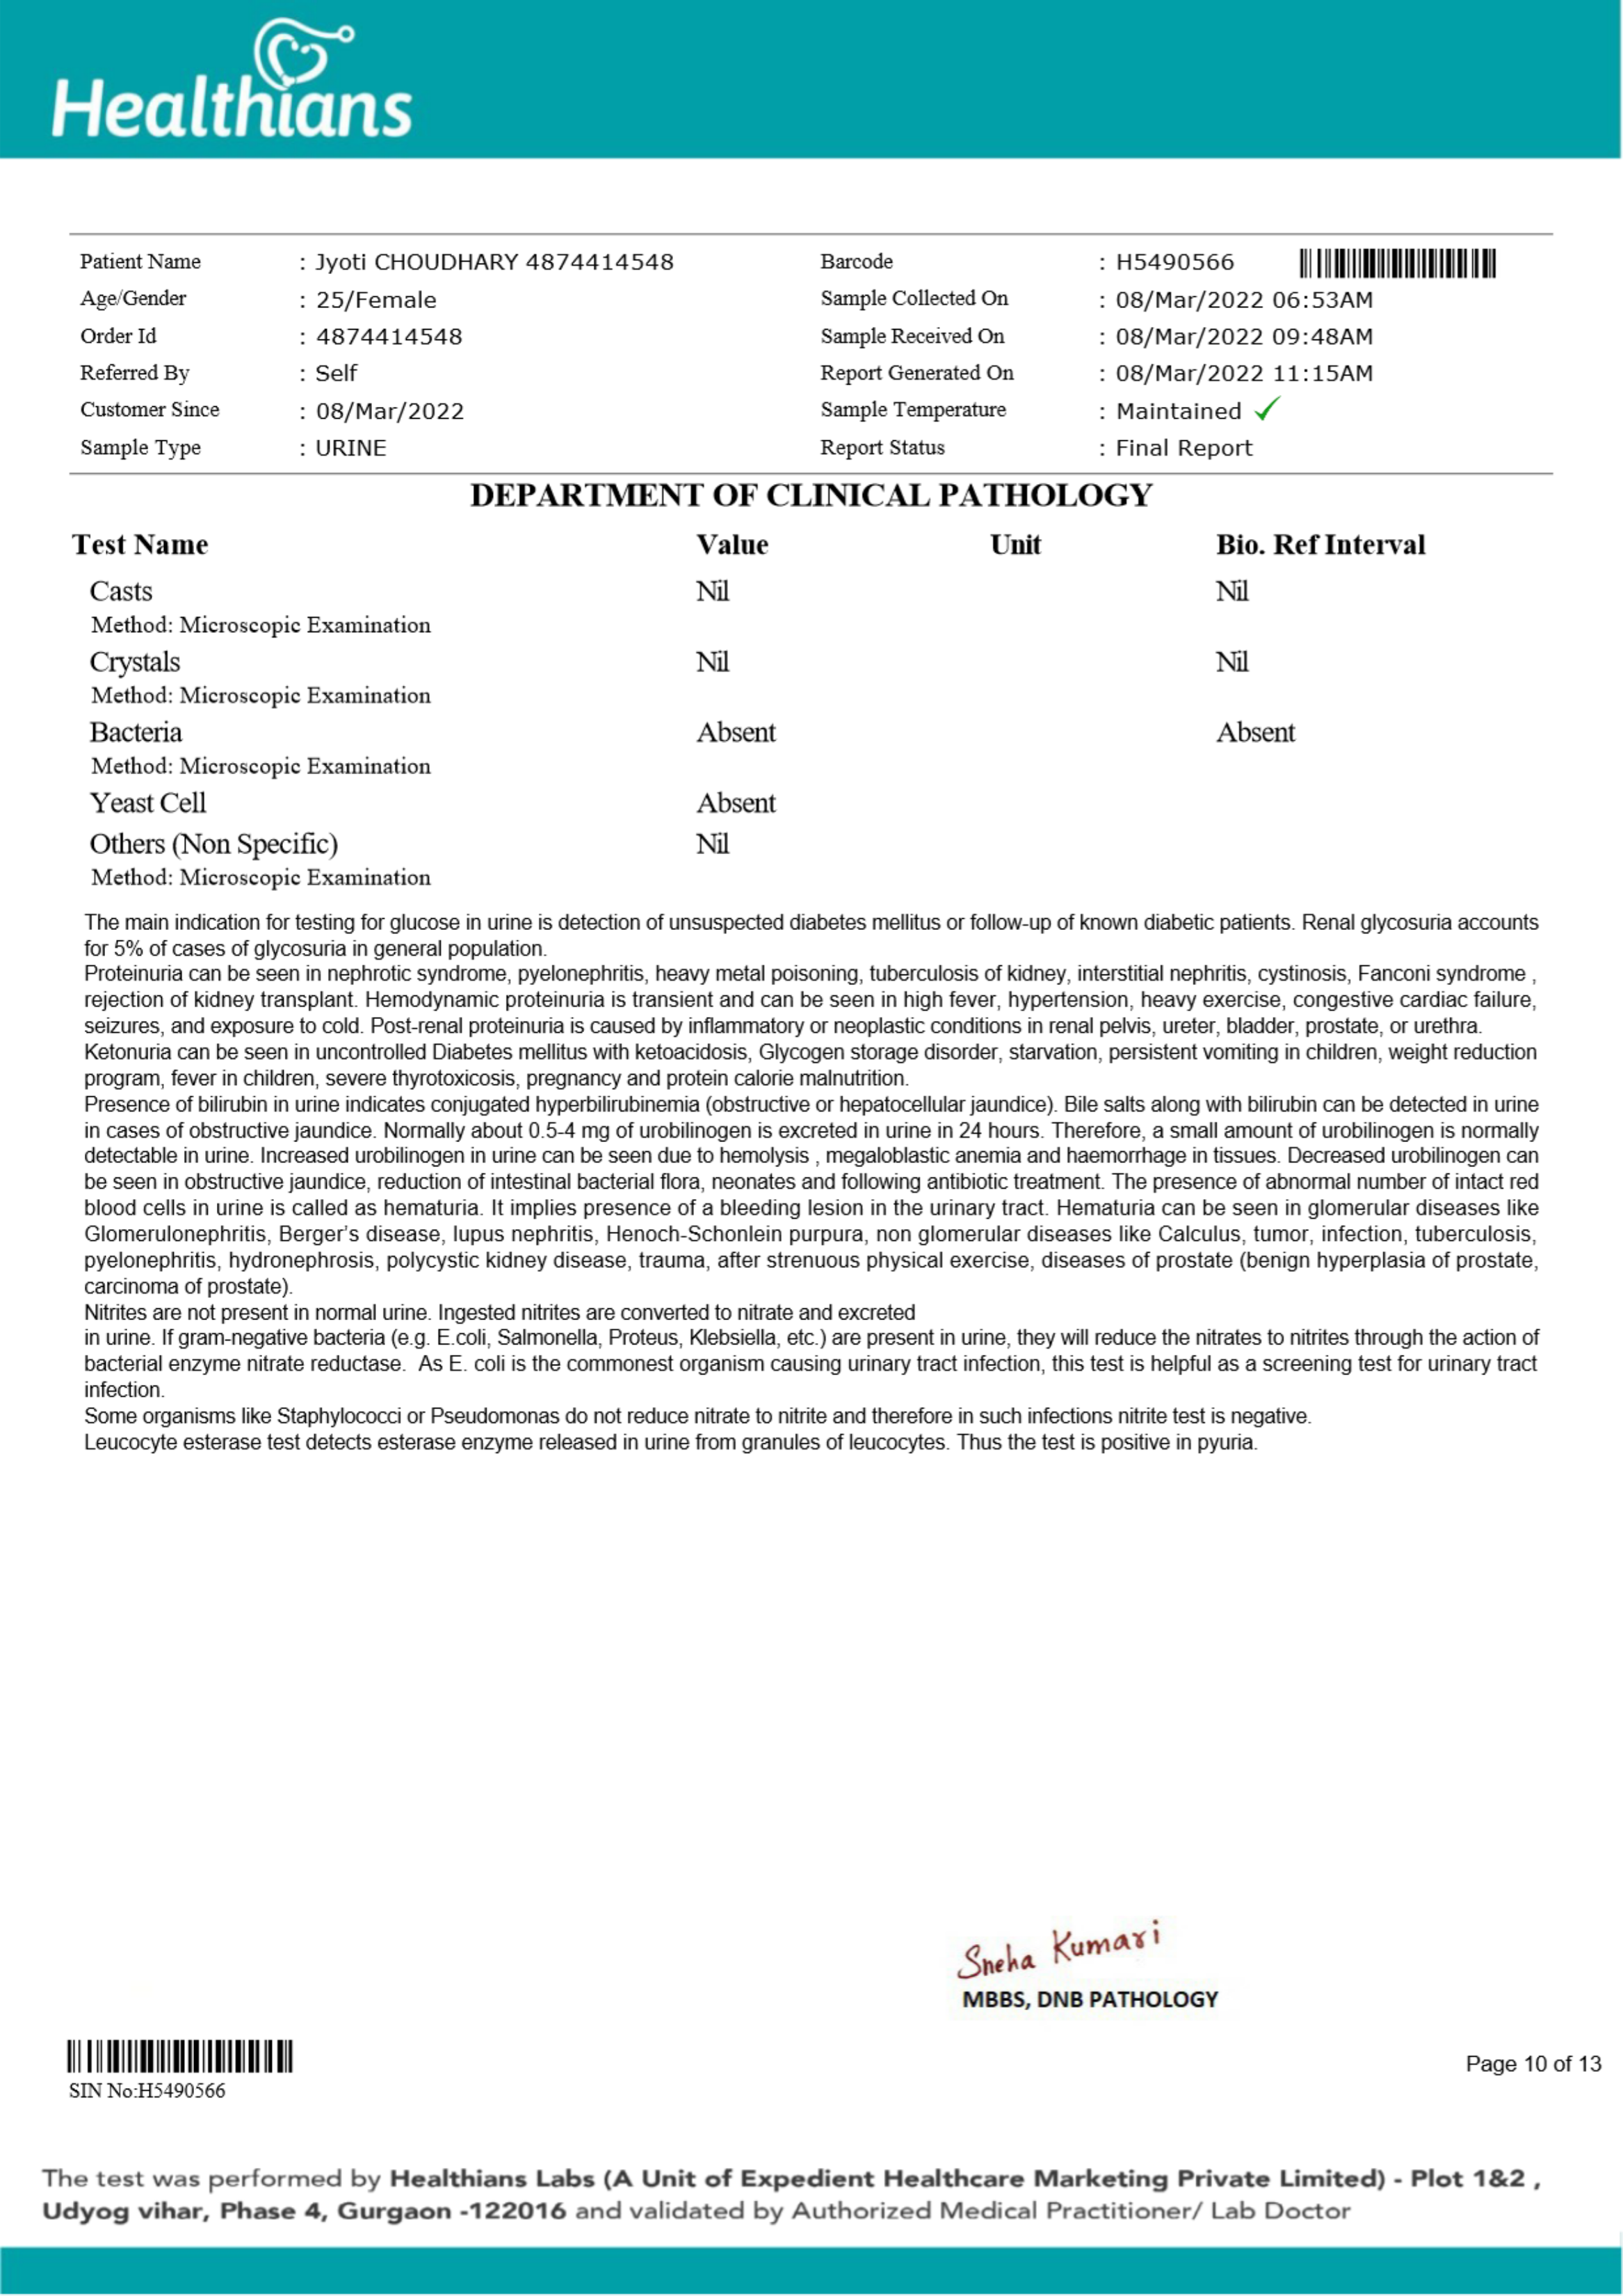 Healthians
Patient Name : Jyoti CHOUDHARY 4874414548 Barcode : H5490566
Age/Gender : 25/Female Sample Collected On : 08/Mar/2022 06:53AM
Order Id : 4874414548 Sample Received On : 08/Mar/2022 09:48AM
Referred By : Self Report Generated On : 08/Mar/2022 11:15AM
Customer Since : 08/Mar/2022 Sample Temperature : Maintained ✓
Sample Type : URINE Report Status : Final Report
DEPARTMENT OF CLINICAL PATHOLOGY
Test Name Value Unit Bio. Ref Interval
Casts Nil Nil
Method: Microscopic Examination
Crystals Nil Nil
Method: Microscopic Examination
Bacteria Absent Absent
Method: Microscopic Examination
Yeast Cell Absent
Others (Non Specific) Nil
Method: Microscopic Examination
The main indication for testing for glucose in urine is detection of unsuspected diabetes mellitus or follow-up of known diabetic patients. Renal glycosuria accounts
for 5% of cases of glycosuria in general population.
Proteinuria can be seen in nephrotic syndrome, pyelonephritis, heavy metal poisoning, tuberculosis of kidney, interstitial nephritis, cystinosis, Fanconi syndrome ,
rejection of kidney transplant. Hemodynamic proteinuria is transient and can be seen in high fever, hypertension, heavy exercise, congestive cardiac failure,
seizures, and exposure to cold. Post-renal proteinuria is caused by inflammatory or neoplastic conditions in renal pelvis, ureter, bladder, prostate, or urethra.
Ketonuria can be seen in uncontrolled Diabetes mellitus with ketoacidosis, Glycogen storage disorder, starvation, persistent vomiting in children, weight reduction
program, fever in children, severe thyrotoxicosis, pregnancy and protein calorie malnutrition.
Presence of bilirubin in urine indicates conjugated hyperbilirubinemia (obstructive or hepatocellular jaundice). Bile salts along with bilirubin can be detected in urine
in cases of obstructive jaundice. Normally about 0.5-4 mg of urobilinogen is excreted in urine in 24 hours. Therefore, a small amount of urobilinogen is normally
detectable in urine. Increased urobilinogen in urine can be seen due to hemolysis , megaloblastic anemia and haemorrhage in tissues. Decreased urobilinogen can
be seen in obstructive jaundice, reduction of intestinal bacterial flora, neonates and following antibiotic treatment. The presence of abnormal number of intact red
blood cells in urine is called as hematuria. It implies presence of a bleeding lesion in the urinary tract. Hematuria can be seen in glomerular diseases like
Glomerulonephritis, Berger's disease, lupus nephritis, Henoch-Schonlein purpura, non glomerular diseases like Calculus, tumor, infection, tuberculosis,
pyelonephritis, hydronephrosis, polycystic kidney disease, trauma, after strenuous physical exercise, diseases of prostate (benign hyperplasia of prostate,
carcinoma of prostate).
Nitrites are not present in normal urine. Ingested nitrites are converted to nitrate and excreted
in urine. If gram-negative bacteria (e.g. E.coli, Salmonella, Proteus, Klebsiella, etc.) are present in urine, they will reduce the nitrates to nitrites through the action of
bacterial enzyme nitrate reductase. As E. coli is the commonest organism causing urinary tract infection, this test is helpful as a screening test for urinary tract
infection.
Some organisms like Staphylococci or Pseudomonas do not reduce nitrate to nitrite and therefore in such infections nitrite test is negative.
Leucocyte esterase test detects esterase enzyme released in urine from granules of leucocytes. Thus the test is positive in pyuria.
Sneha Kumari
MBBS, DNB PATHOLOGY
SIN No:H5490566
Page 10 of 13
The test was performed by Healthians Labs (A Unit of Expedient Healthcare Marketing Private Limited) - Plot 1&2 ,
Udyog vihar, Phase 4, Gurgaon -122016 and validated by Authorized Medical Practitioner/ Lab Doctor